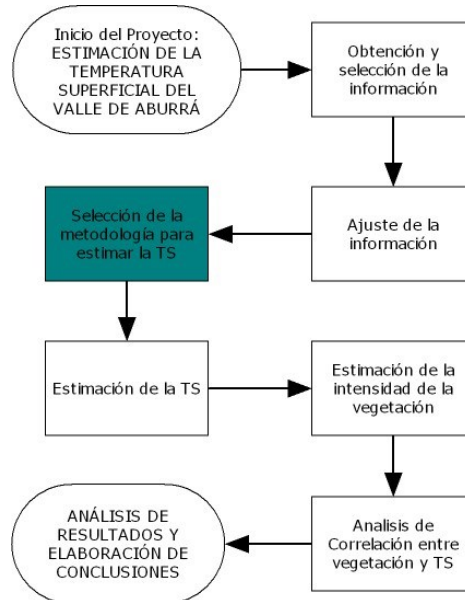 Inicio del Proyecto:
ESTIMACIÓN DE LA
TEMPERATURA
SUPERFICIAL DEL
VALLE DE ABURRÁ
Obtención y
selección de la
información
Ajuste de la
información
Selección de la
metodología para
estimar la TS
Estimación de la TS
Estimación de la
intensidad de la
vegetación
Analisis de
Correlación entre
vegetación y TS
ANÁLISIS DE
RESULTADOS Y
ELABORACIÓN DE
CONCLUSIONES